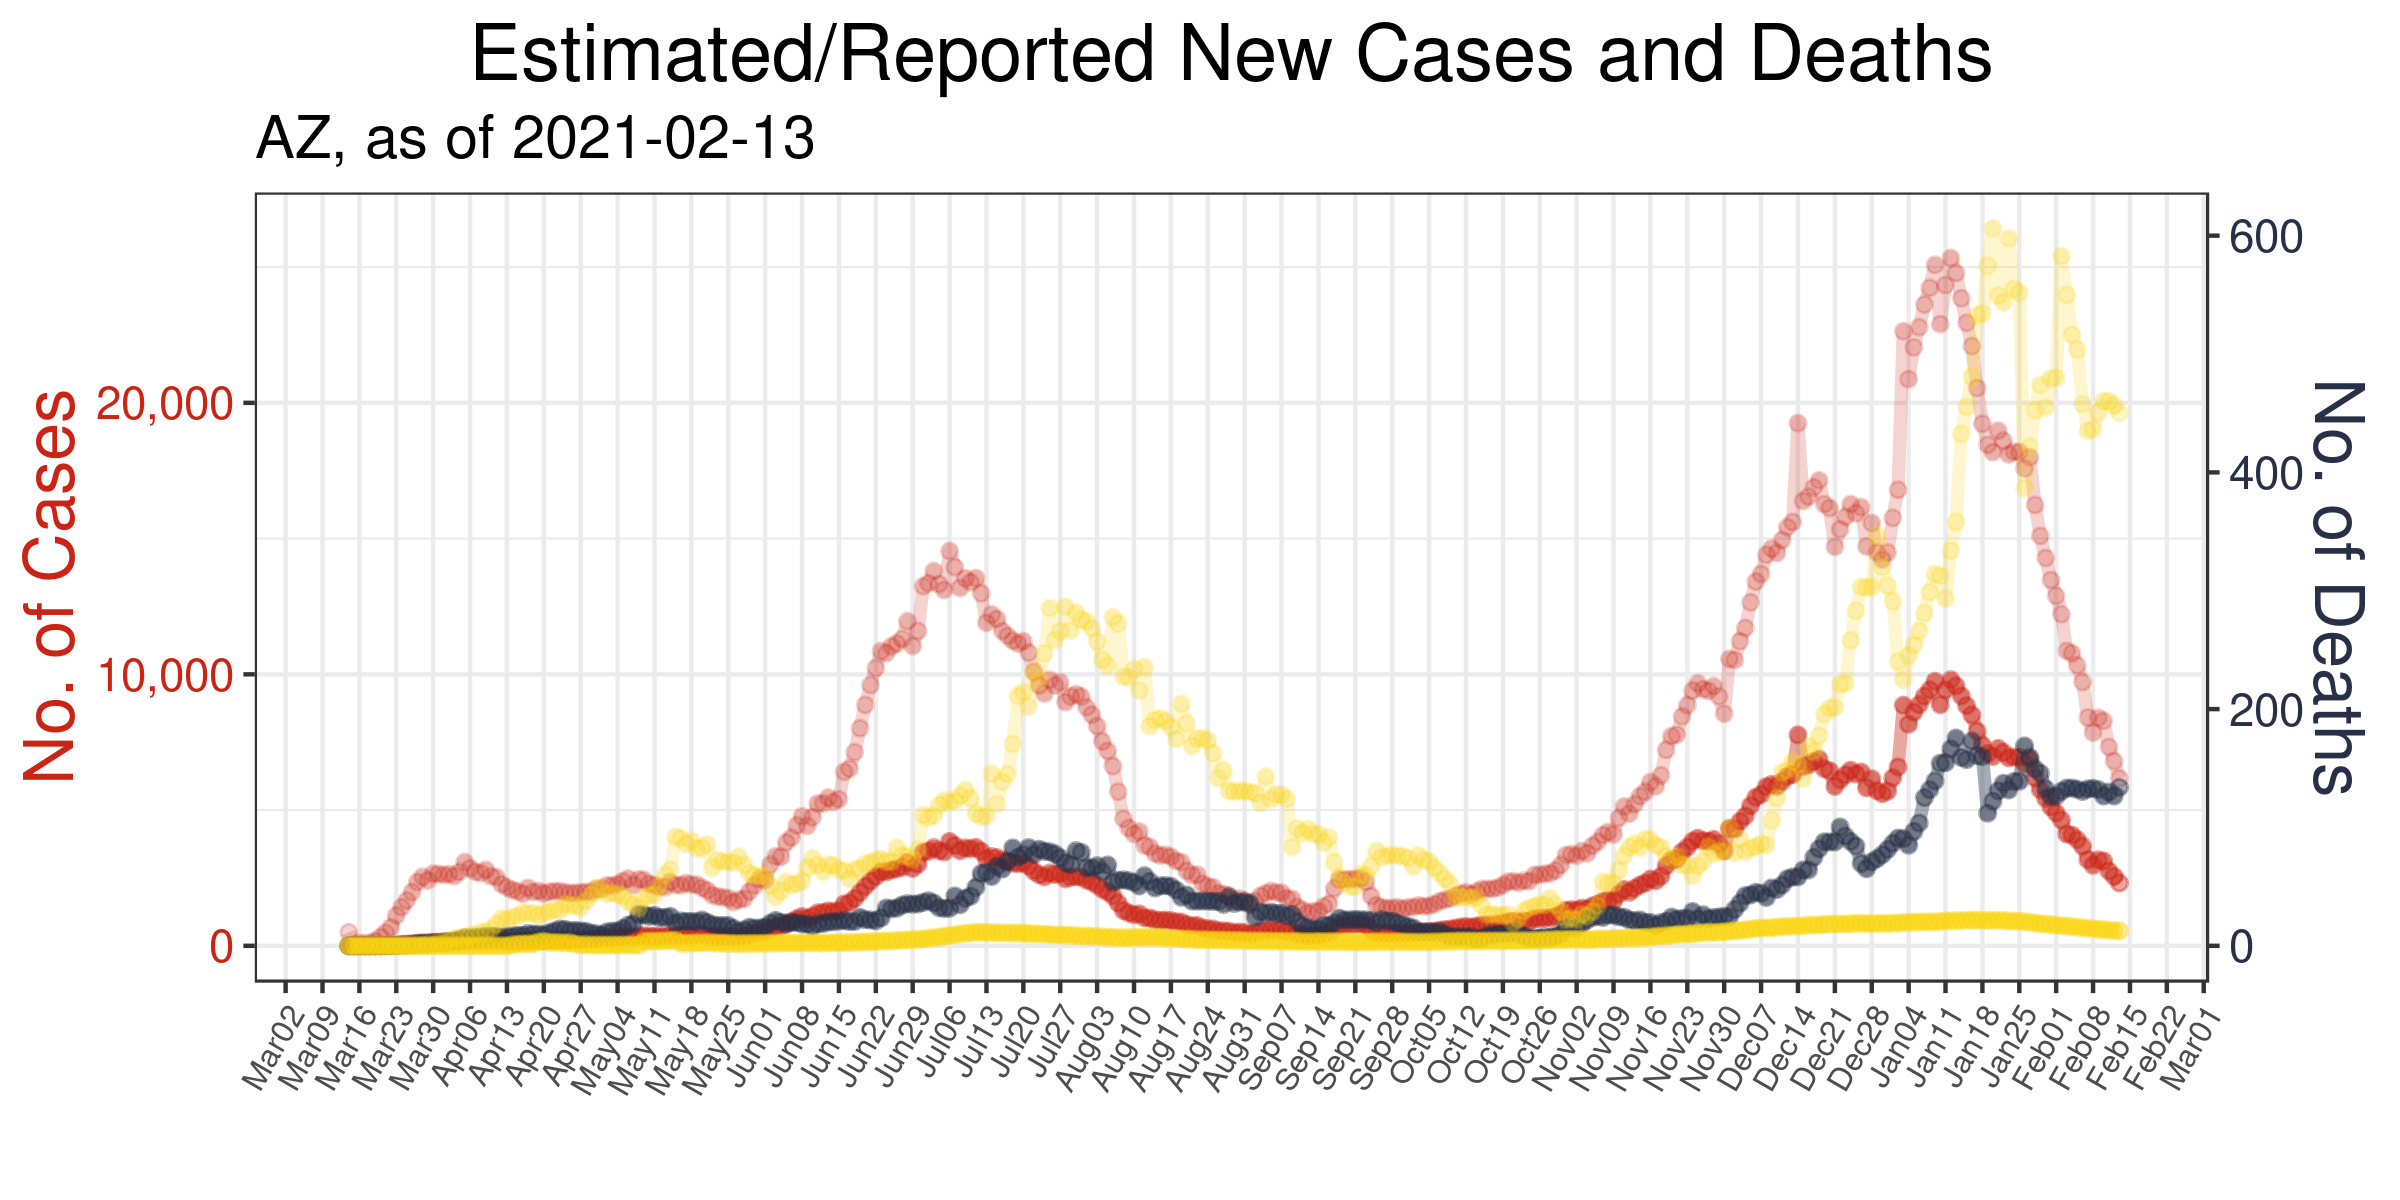 Estimated/Reported New Cases and Deaths
AZ, as of 2021-02-13
No. of Cases
20,000
10,000
0
600
400
200
0
No. of Deaths
Mar02
Mar09
Mar16
Mar23
Mar30
Apr06
Apr13
Apr20
Apr27
May04
May11
May18
May25
Jun01
Jun08
Jun15
Jun22
Jun29
Jul06
Jul13
Jul20
Jul27
Aug03
Aug10
Aug17
Aug24
Aug31
Sep07
Sep14
Sep21
Sep28
Oct05
Oct12
Oct19
Oct26
Nov02
Nov09
Nov16
Nov23
Nov30
Dec07
Dec14
Dec21
Dec28
Jan04
Jan11
Jan18
Jan25
Feb01
Feb08
Feb15
Feb22
Mar01